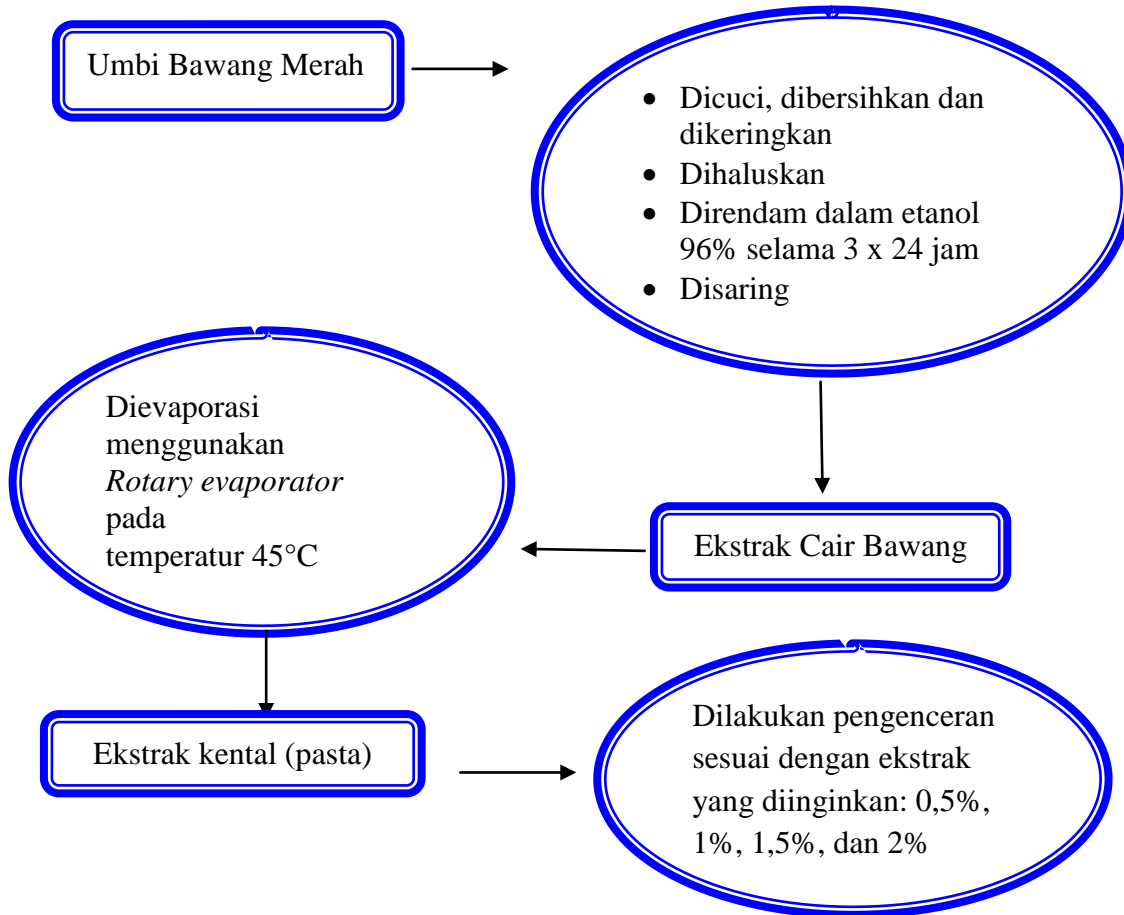 Umbi Bawang Merah
• Dicuci, dibersihkan dan
dikeringkan
• Dihaluskan
• Direndam dalam etanol
96% selama 3 x 24 jam
• Disaring
Ekstrak Cair Bawang
Dievaporasi
menggunakan
Rotary evaporator
pada
temperatur 45°C
Ekstrak kental (pasta)
Dilakukan pengenceran
sesuai dengan ekstrak
yang diinginkan: 0,5%,
1%, 1,5%, dan 2%